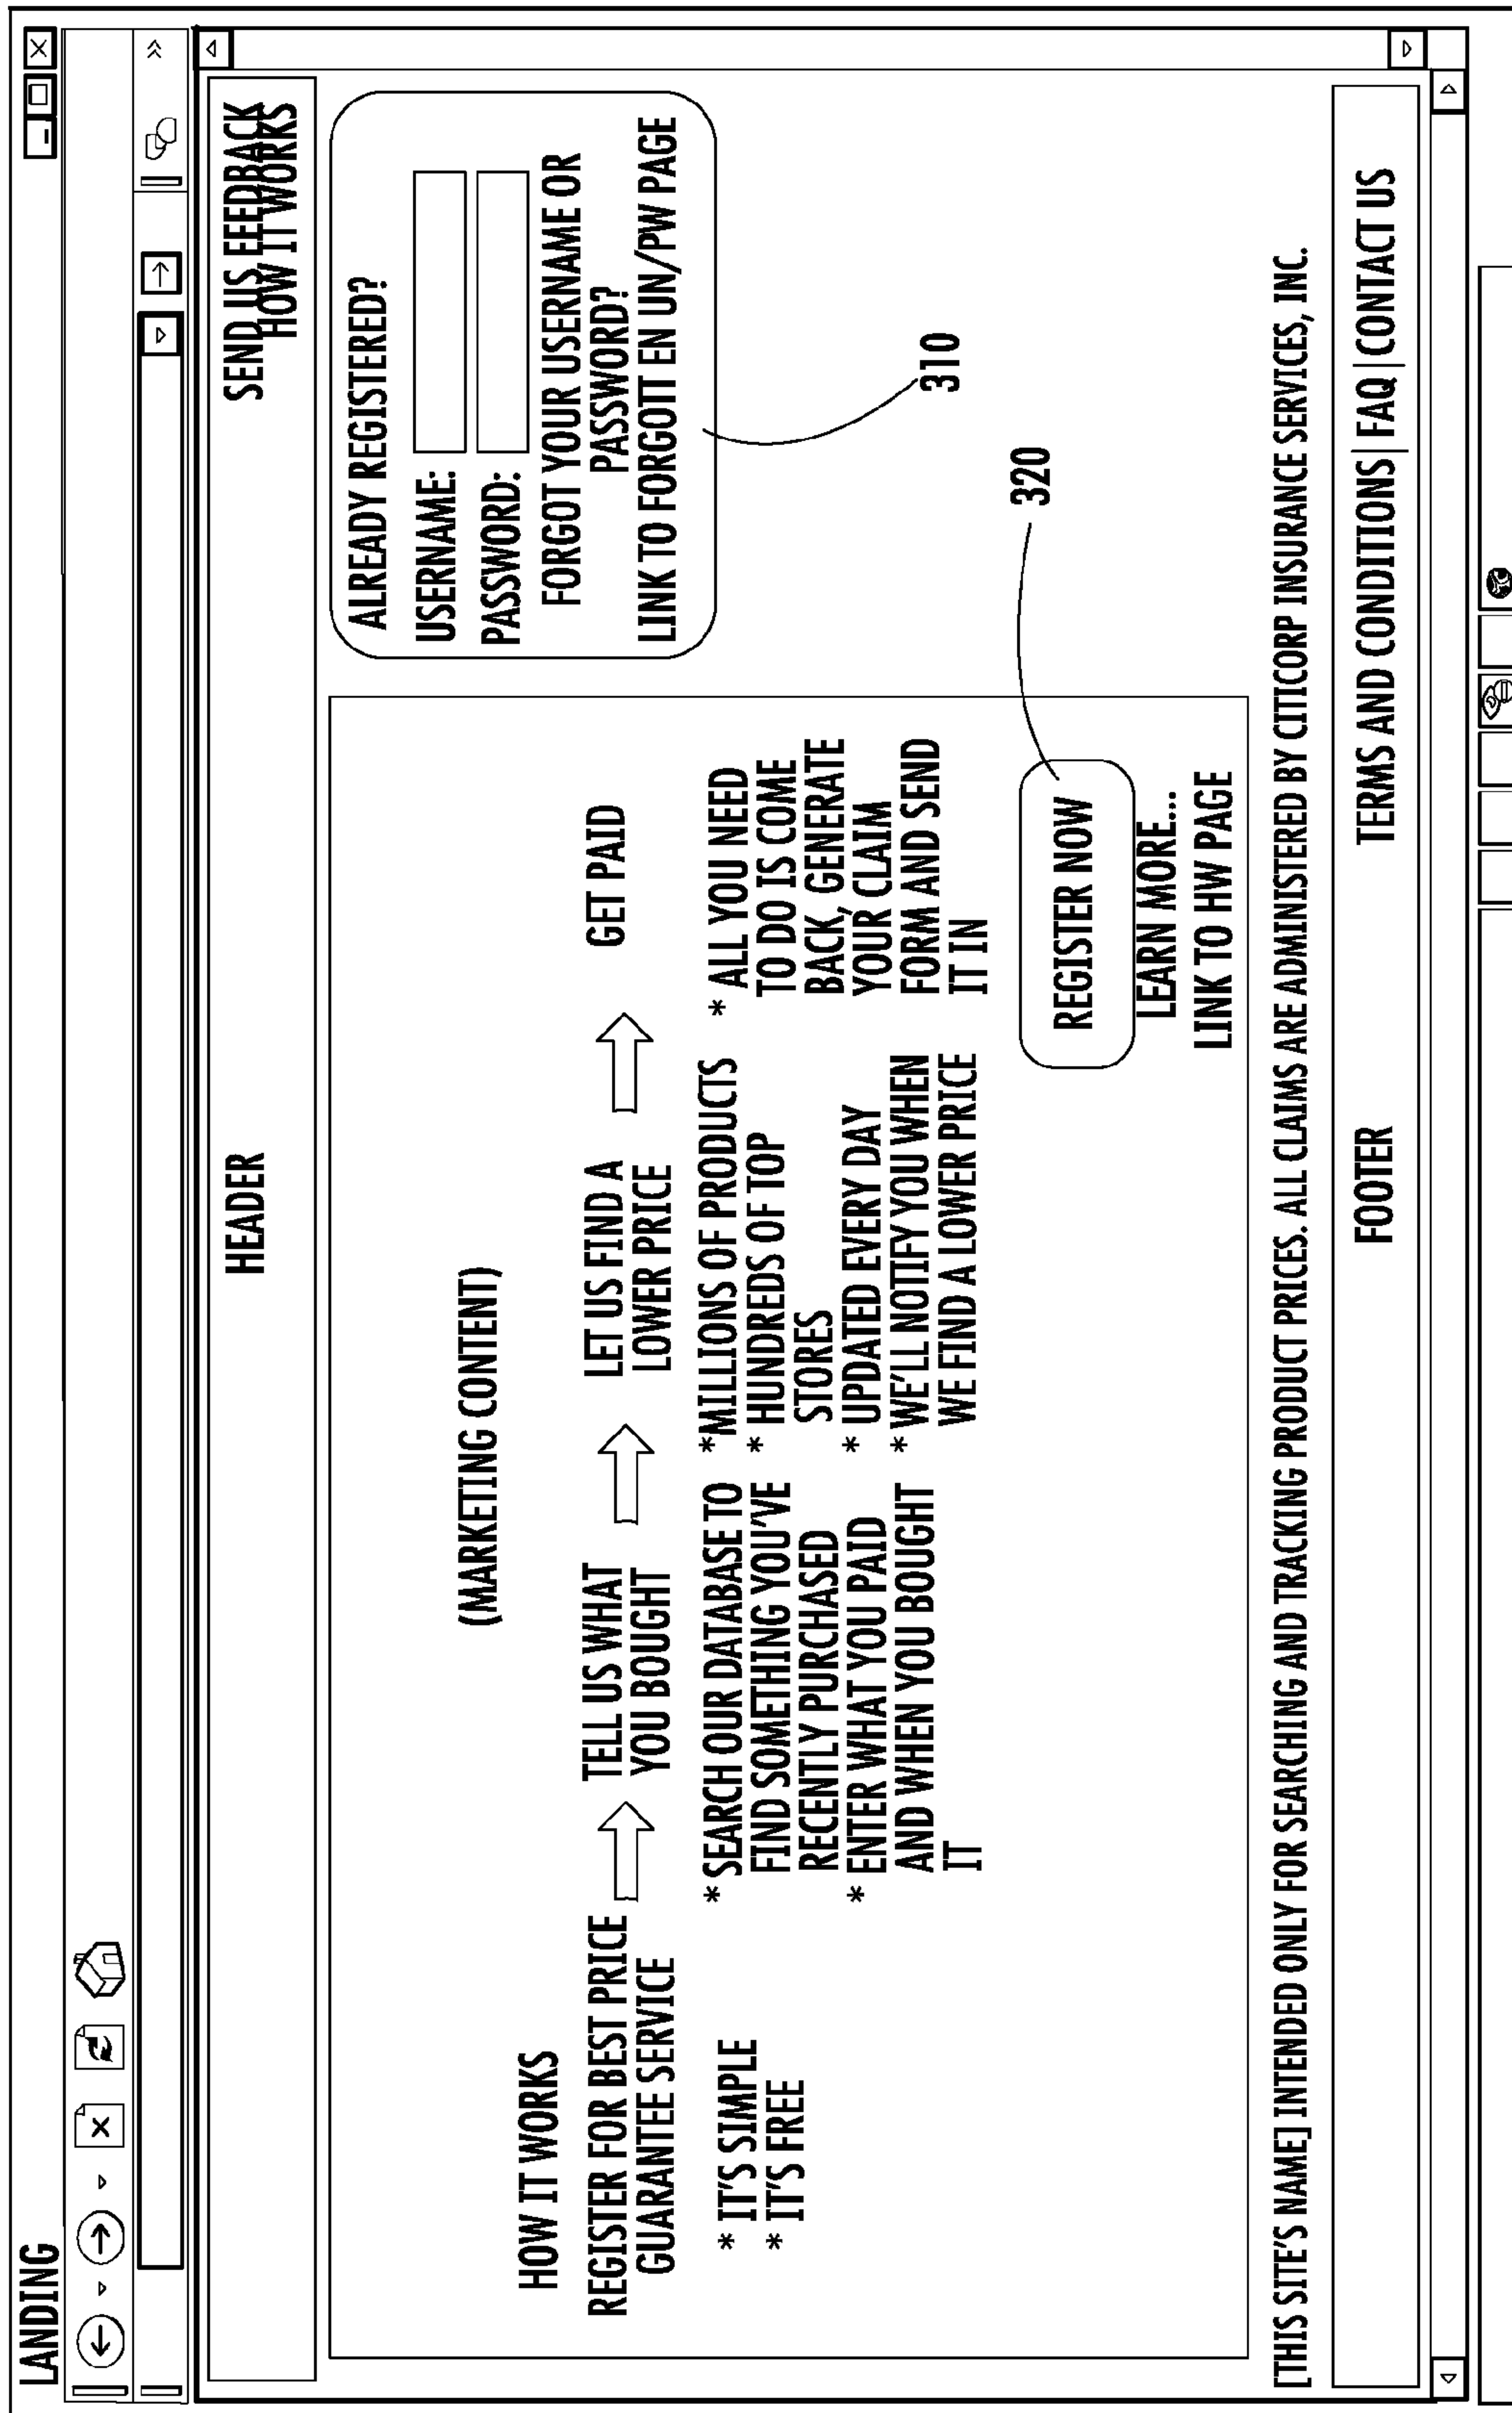 LANDING
HEADER
SEND US FEEDBACK
HOW IT WORKS
ALREADY REGISTERED?
USERNAME:
PASSWORD:
FORGOT YOUR USERNAME OR
PASSWORD?
LINK TO FORGOTT EN UN/PW PAGE
310
(MARKETING CONTENT)
HOW IT WORKS
REGISTER FOR BEST PRICE
GUARANTEE SERVICE
* IT'S SIMPLE
* IT'S FREE
TELL US WHAT
YOU BOUGHT
* SEARCH OUR DATABASE TO
FIND SOMETHING YOU'VE
RECENTLY PURCHASED
* ENTER WHAT YOU PAID
AND WHEN YOU BOUGHT
IT
LET US FIND A
LOWER PRICE
*MILLIONS OF PRODUCTS
* HUNDREDS OF TOP
STORES
* UPDATED EVERY DAY
* WE'LL NOTIFY YOU WHEN
WE FIND A LOWER PRICE
GET PAID
* ALL YOU NEED
TO DO IS COME
BACK, GENERATE
YOUR CLAIM
FORM AND SEND
IT IN
320
REGISTER NOW
LEARN MORE...
LINK TO HW PAGE
[THIS SITE'S NAME] INTENDED ONLY FOR SEARCHING AND TRACKING PRODUCT PRICES. ALL CLAIMS ARE ADMINISTERED BY CITICORP INSURANCE SERVICES, INC.
FOOTER
TERMS AND CONDITIONS | FAQ | CONTACT US